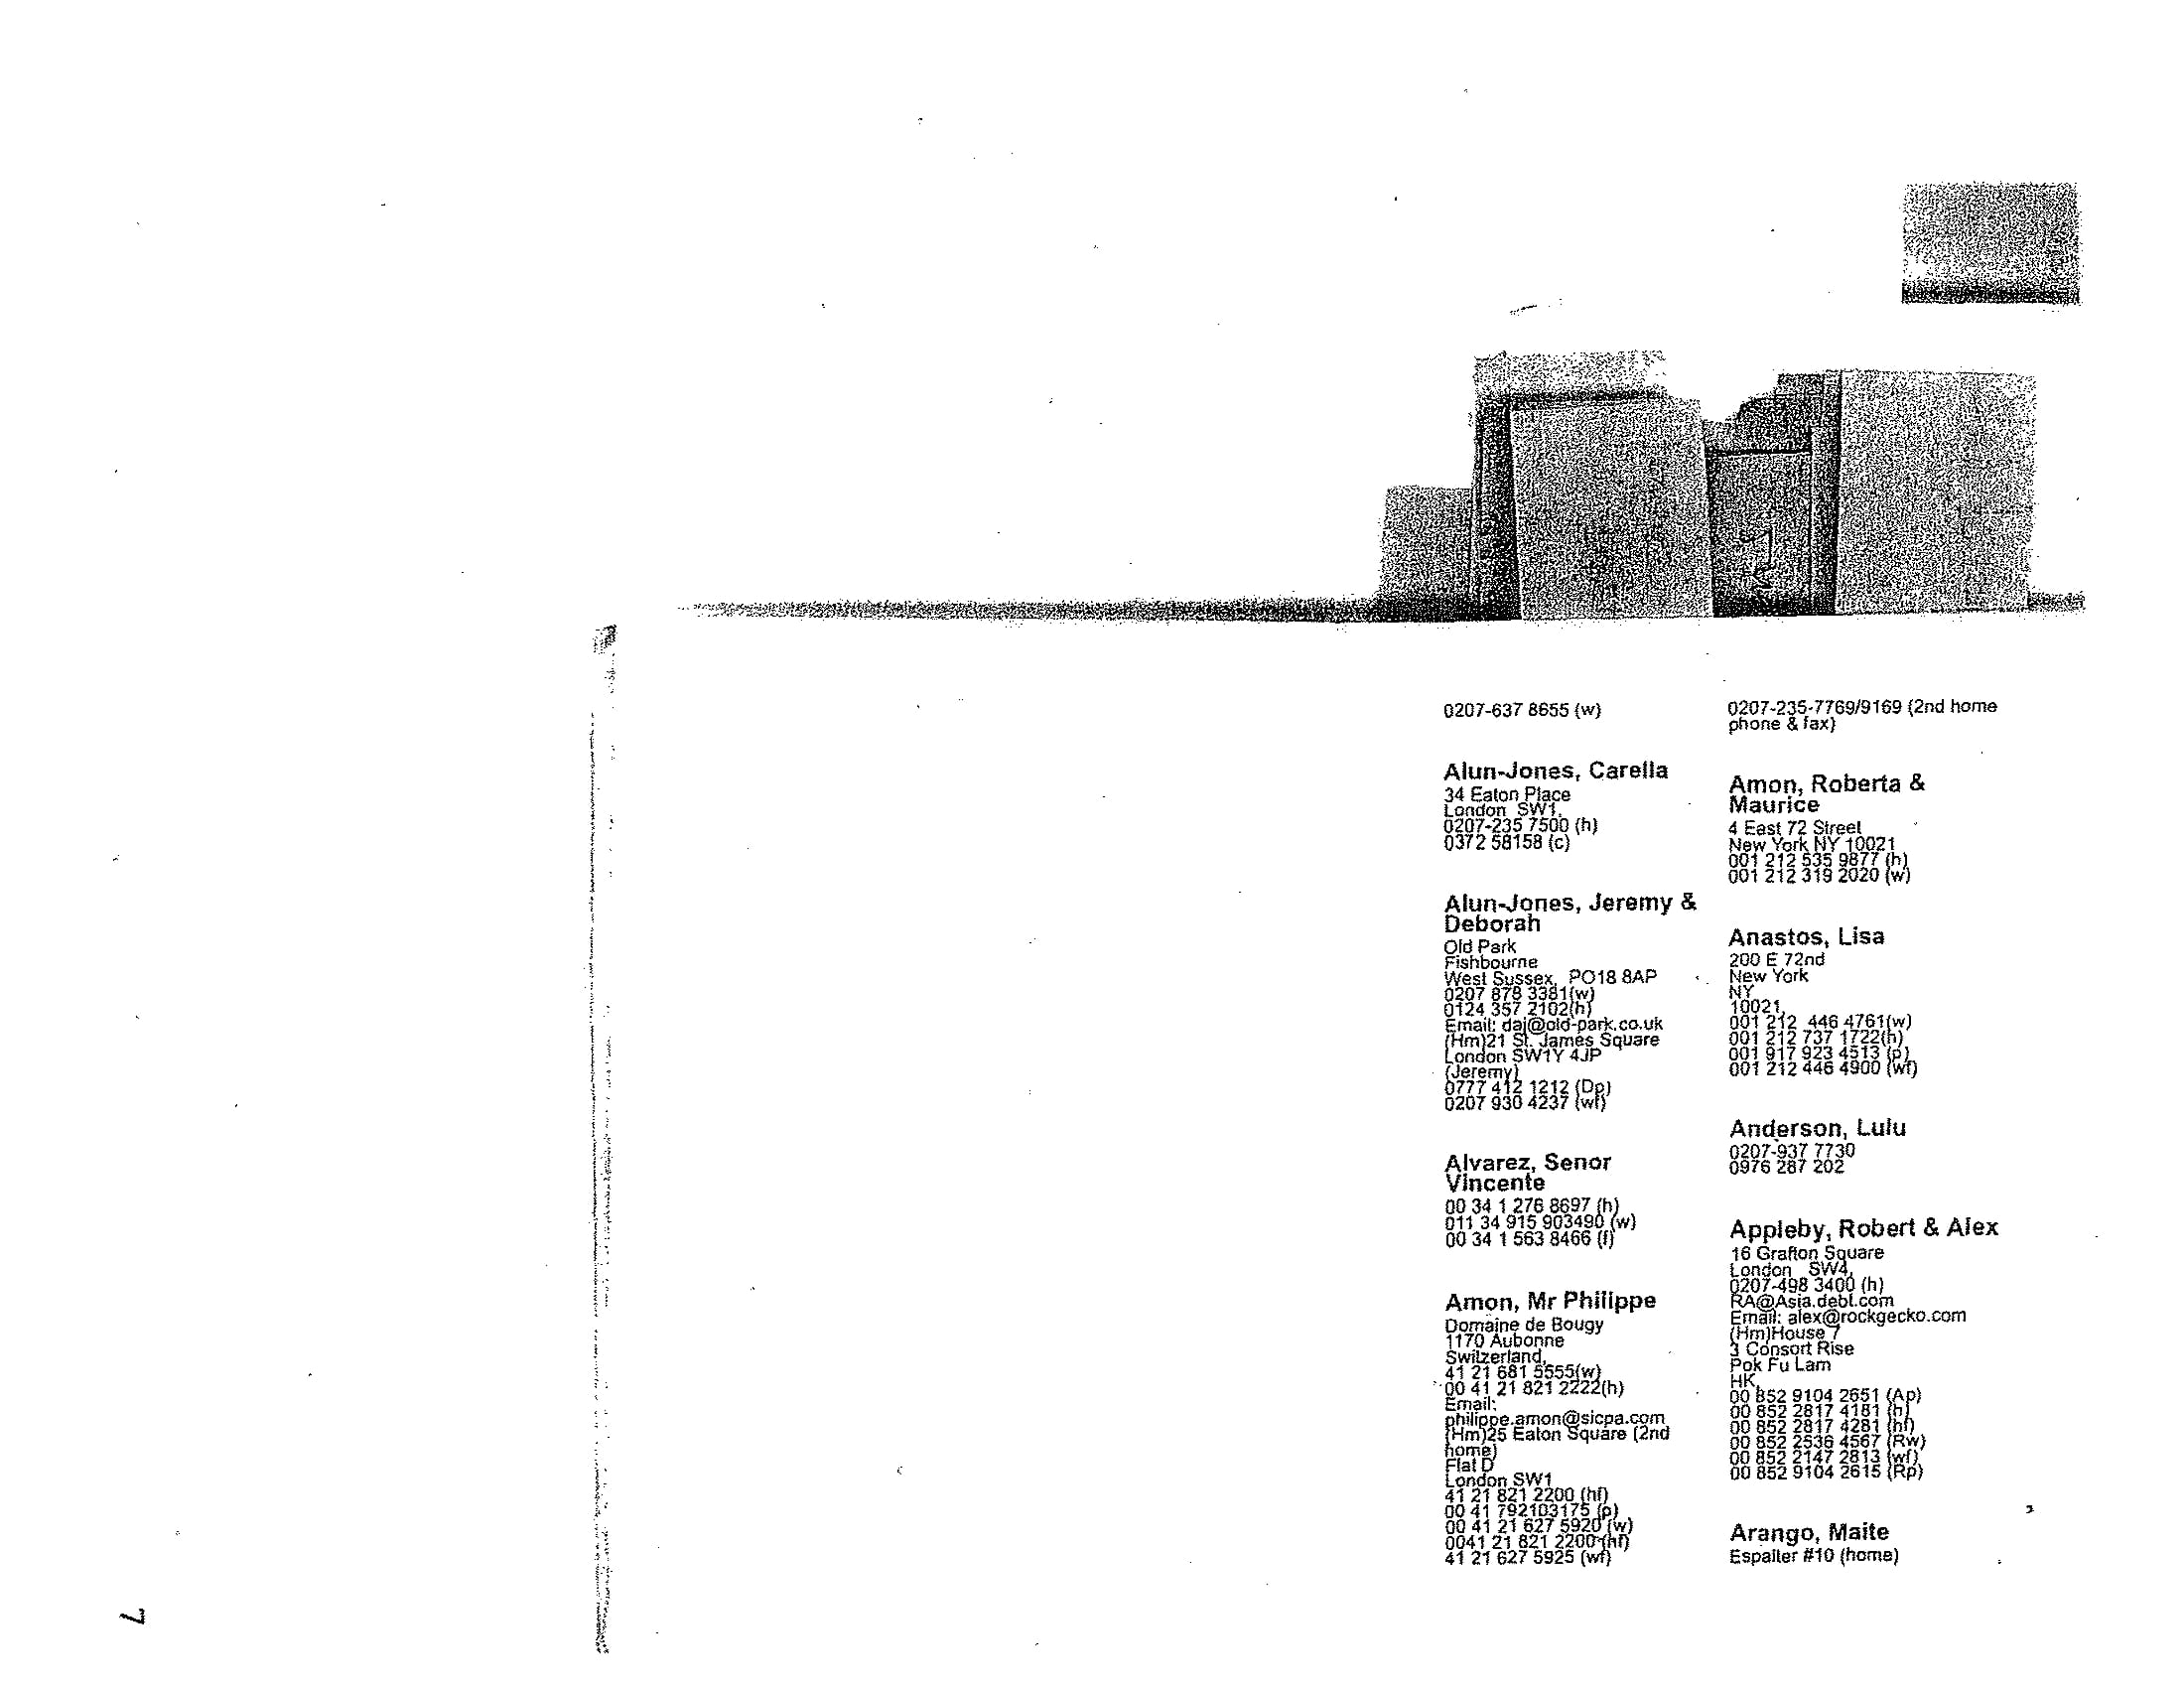 0207-637 8655 (w)
Alun-Jones, Carella
34 Eaton Place
London SW1,
0207-235 7500 (h)
0372 58158 (c)
Alun-Jones, Jeremy &
Deborah
Old Park
Fishbourne
West Sussex, PO18 8AP
0207 878 3381(w)
0124 357 2102(h)
Email: daj@old-park.co.uk
(Hm)21 St. James Square
London SW1Y 4JP
(Jeremy)
0777 412 1212 (Dp)
0207 930 4237 (wf)
Alvarez, Senor
Vincente
00 34 1 276 8697 (h)
011 34 915 903490 (w)
00 34 1 563 8466 (f)
Amon, Mr Philippe
Domaine de Bougy
1170 Aubonne
Switzerland,
41 21 681 5555(w)
00 41 21 821 2222(h)
Email:
philippe.amon@sicpa.com
(Hm)25 Eaton Square (2nd
home)
Flat D
London SW1
41 21 821 2200 (hf)
00 41 792103175 (p)
00 41 21 627 5920 (w)
0041 21 821 2200 (hf)
41 21 627 5925 (wf)
0207-235-7769/9169 (2nd home
phone & fax)
Amon, Roberta &
Maurice
4 East 72 Street
New York NY 10021
001 212 535 9877 (h)
001 212 319 2020 (w)
Anastos, Lisa
200 E 72nd
New York
NY
10021,
001 212 446 4761(w)
001 212 737 1722(h)
001 917 923 4513 (p)
001 212 446 4900 (wf)
Anderson, Lulu
0207-937 7730
0976 287 202
Appleby, Robert & Alex
16 Grafton Square
London SW4,
0207-498 3400 (h)
RA@Asia.debt.com
Email: alex@rockgecko.com
(Hm)House 7
3 Consort Rise
Pok Fu Lam
HK,
00 852 9104 2651 (Ap)
00 852 2817 4181 (h)
00 852 2817 4281 (hf)
00 852 2536 4567 (Rw)
00 852 2147 2813 (wf)
00 852 9104 2615 (Rp)
Arango, Maite
Espalter #10 (home)
7